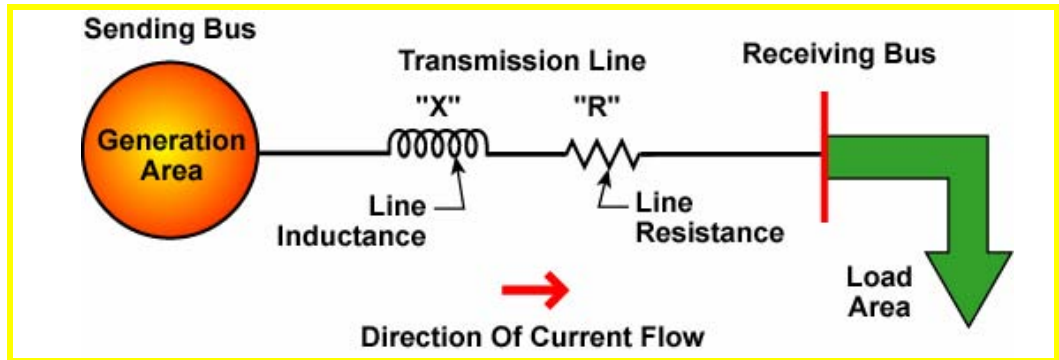 Sending Bus
Generation
Area
Transmission Line
"X"
"R"
Line
Inductance
Line
Resistance
Receiving Bus
Load
Area
Direction Of Current Flow